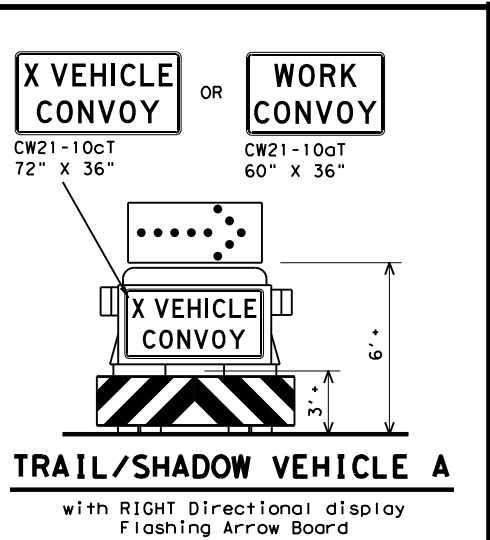 X VEHICLE
CONVOY
CW21-10cT
72" X 36"
OR
WORK
CONVOY
CW21-10aT
60" X 36"
X VEHICLE
CONVOY
6' +
3' +
TRAIL/SHADOW VEHICLE A
with RIGHT Directional display
Flashing Arrow Board